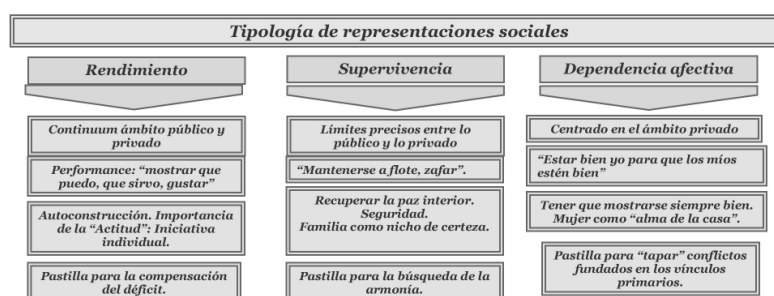 Tipología de representaciones sociales
Rendimiento
Continuum ámbito público y
privado
Performance: “mostrar que
puedo, que sirvo, gustar”
Autoconstrucción. Importancia
de la “Actitud”: Iniciativa
individual.
Pastilla para la compensación
del déficit.
Supervivencia
Límites precisos entre lo
público y lo privado
“Mantenerse a flote, zafar”.
Recuperar la paz interior.
Seguridad.
Familia como nicho de certeza.
Pastilla para la búsqueda de la
armonía.
Dependencia afectiva
Centrado en el ámbito privado
“Estar bien yo para que los míos
estén bien”
Tener que mostrarse siempre bien.
Mujer como “alma de la casa”.
Pastilla para “tapar” conflictos
fundados en los vínculos
primarios.